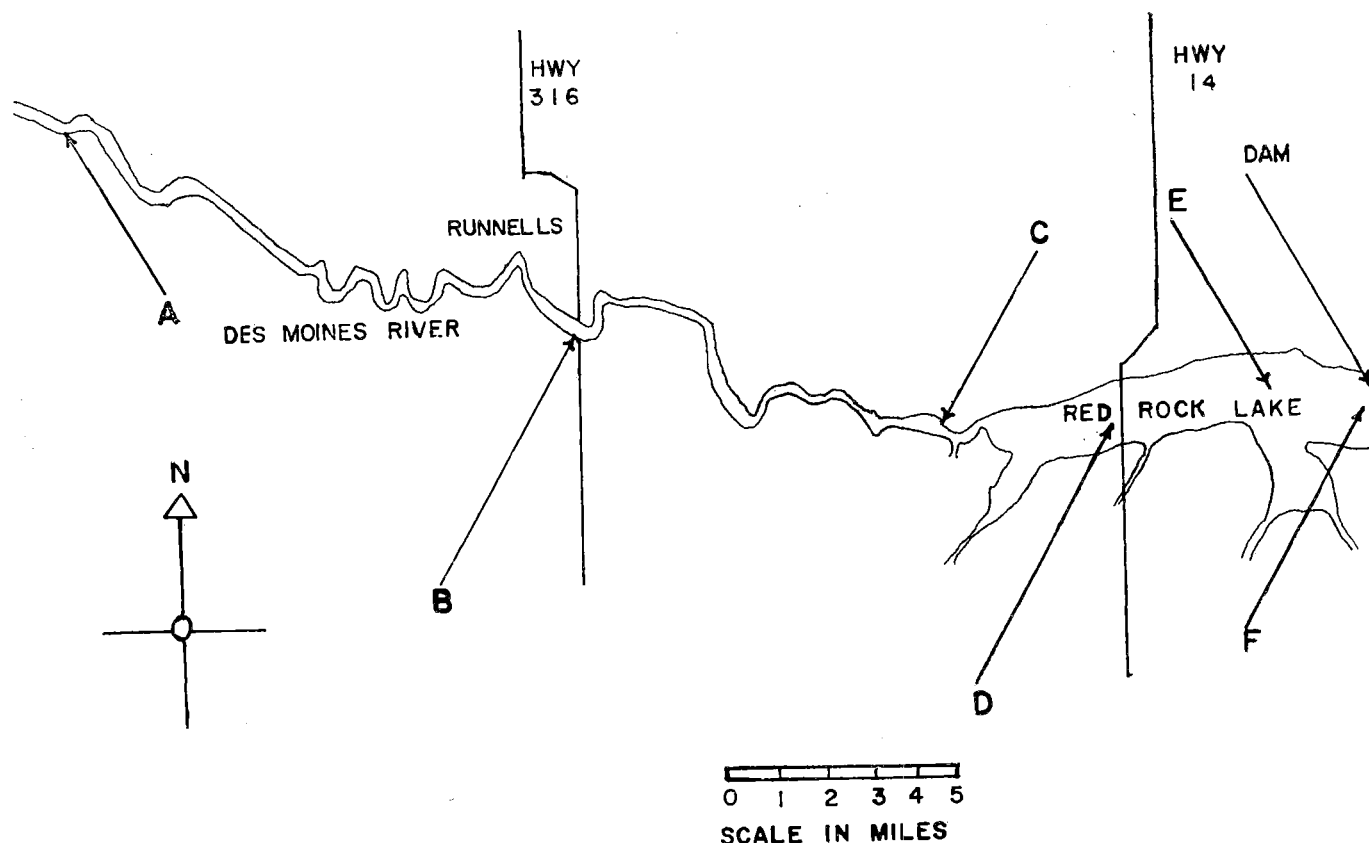 HWY
316
HWY
14
DAM
E
RUNNELLS
C
A
DES MOINES RIVER
RED ROCK LAKE
N
B
F
D
0 1 2 3 4 5
SCALE IN MILES